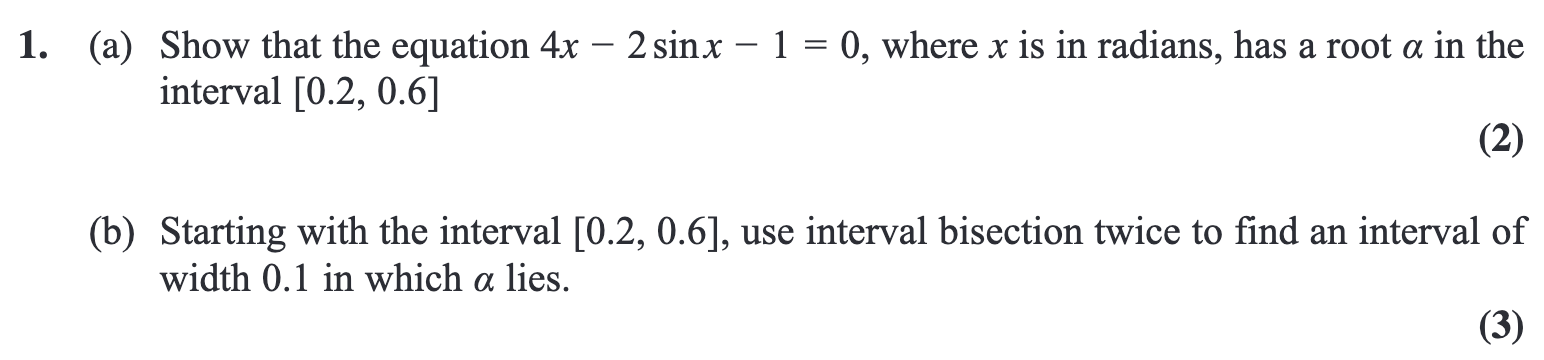 1. (a) Show that the equation 4x − 2 sin x − 1 = 0, where x is in radians, has a root α in the
interval [0.2, 0.6]
(2)
(b) Starting with the interval [0.2, 0.6], use interval bisection twice to find an interval of
width 0.1 in which α lies.
(3)